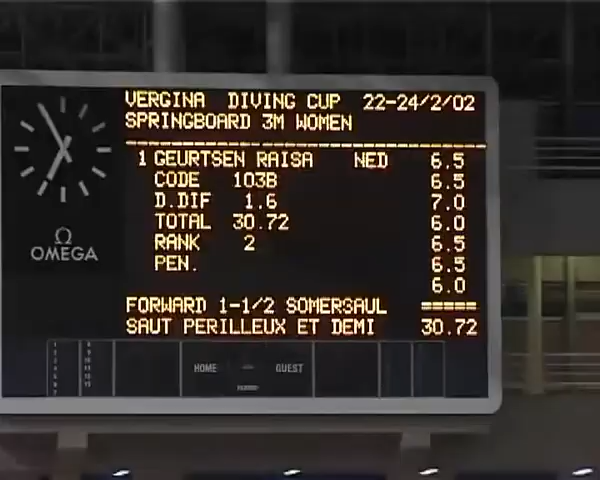 VERGINA DIVING CUP 22-24/2/02
SPRINGBOARD 3M WOMEN
1 GEURTSEN RAISA NED 6.5
CODE 103B 6.5
D.DIF 1.6 7.0
TOTAL 30.72 6.0
RANK 2 6.5
PEN. 6.5
6.0
FORWARD 1-1/2 SOMERSAUL =====
SAUT PERILLEUX ET DEMI 30.72
Ω
OMEGA
HOME GUEST